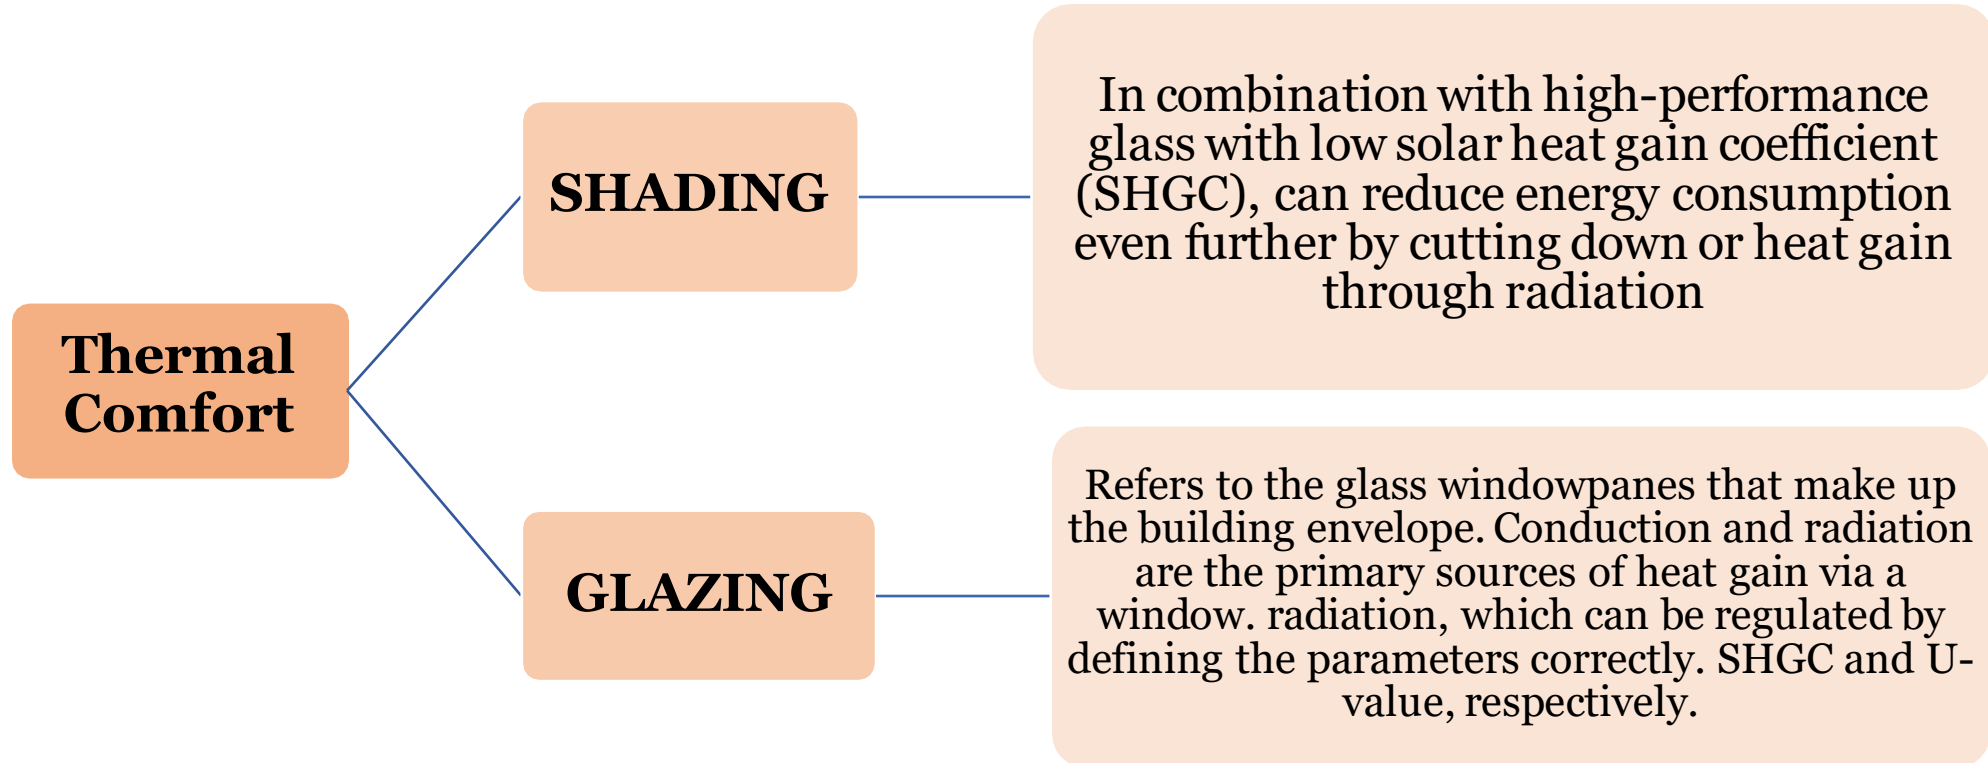 Thermal
Comfort
SHADING
In combination with high-performance
glass with low solar heat gain coefficient
(SHGC), can reduce energy consumption
even further by cutting down or heat gain
through radiation
GLAZING
Refers to the glass windowpanes that make up
the building envelope. Conduction and radiation
are the primary sources of heat gain via a
window. radiation, which can be regulated by
defining the parameters correctly. SHGC and U-
value, respectively.